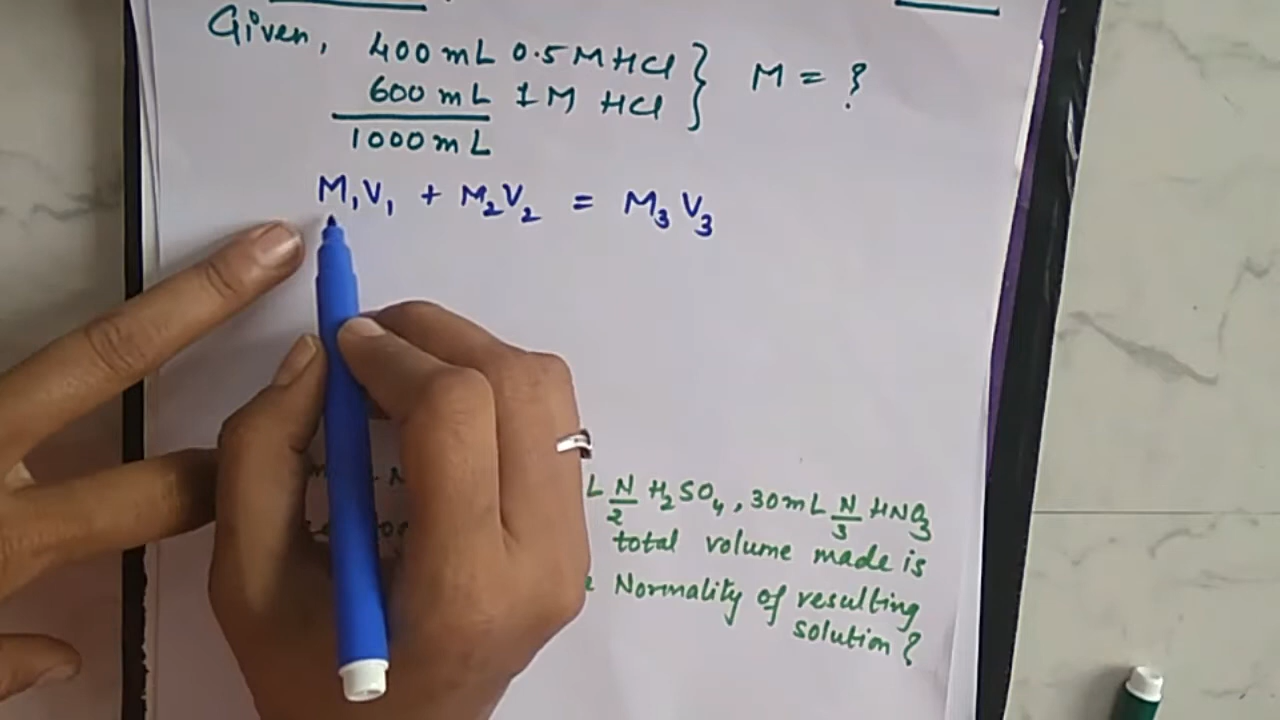 Given, 400 mL 0.5 M HCl } M = ?
600 mL 1 M HCl
1000 mL
M₁V₁ + M₂V₂ = M₃V₃
L N/2 H₂SO₄, 30 mL N/3 HNO₃
total volume made is
Normality of resulting
solution?